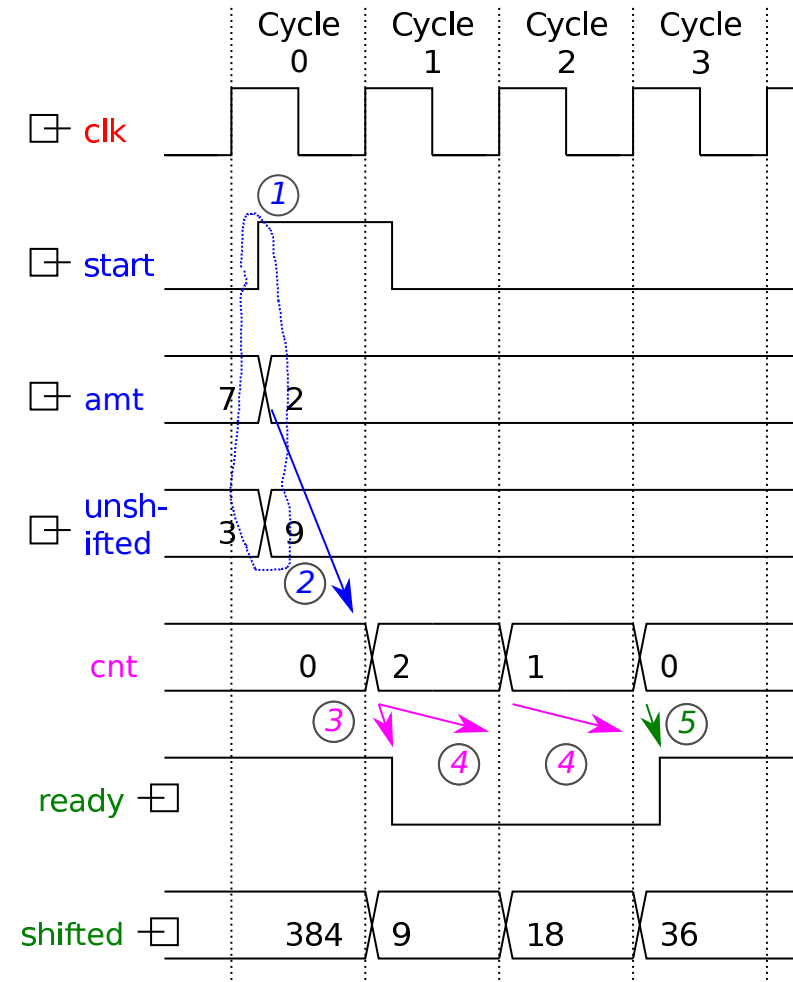 Cycle 0
Cycle 1
Cycle 2
Cycle 3
clk
1
start
amt
7
2
unsh-
ifted
3
9
2
cnt
0
2
1
0
3
4
4
5
ready
shifted
384
9
18
36